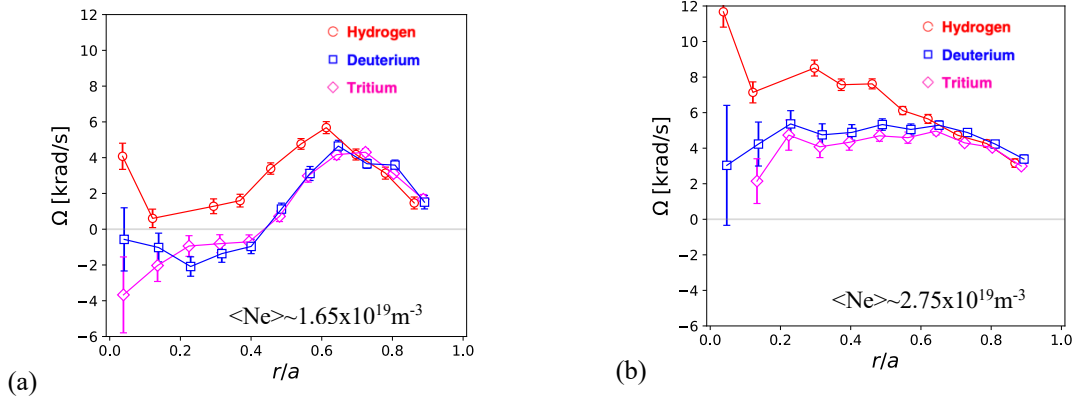 12
10
8
6
4
2
0
−2
−4
−6
Ω [krad/s]
Hydrogen
Deuterium
Tritium
<Ne>~1.65x10¹⁹m⁻³
0.0 0.2 0.4 0.6 0.8 1.0
r/a
(a)
12
10
8
6
4
2
0
−2
−4
−6
Ω [krad/s]
Hydrogen
Deuterium
Tritium
<Ne>~2.75x10¹⁹m⁻³
0.0 0.2 0.4 0.6 0.8 1.0
r/a
(b)